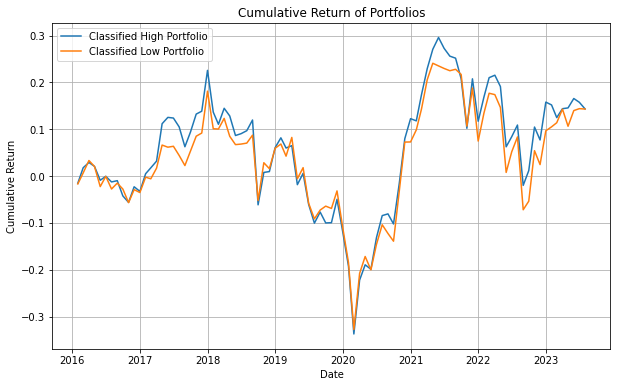 Cumulative Return of Portfolios
Classified High Portfolio
Classified Low Portfolio
Cumulative Return
0.3
0.2
0.1
0.0
−0.1
−0.2
−0.3
2016 2017 2018 2019 2020 2021 2022 2023
Date